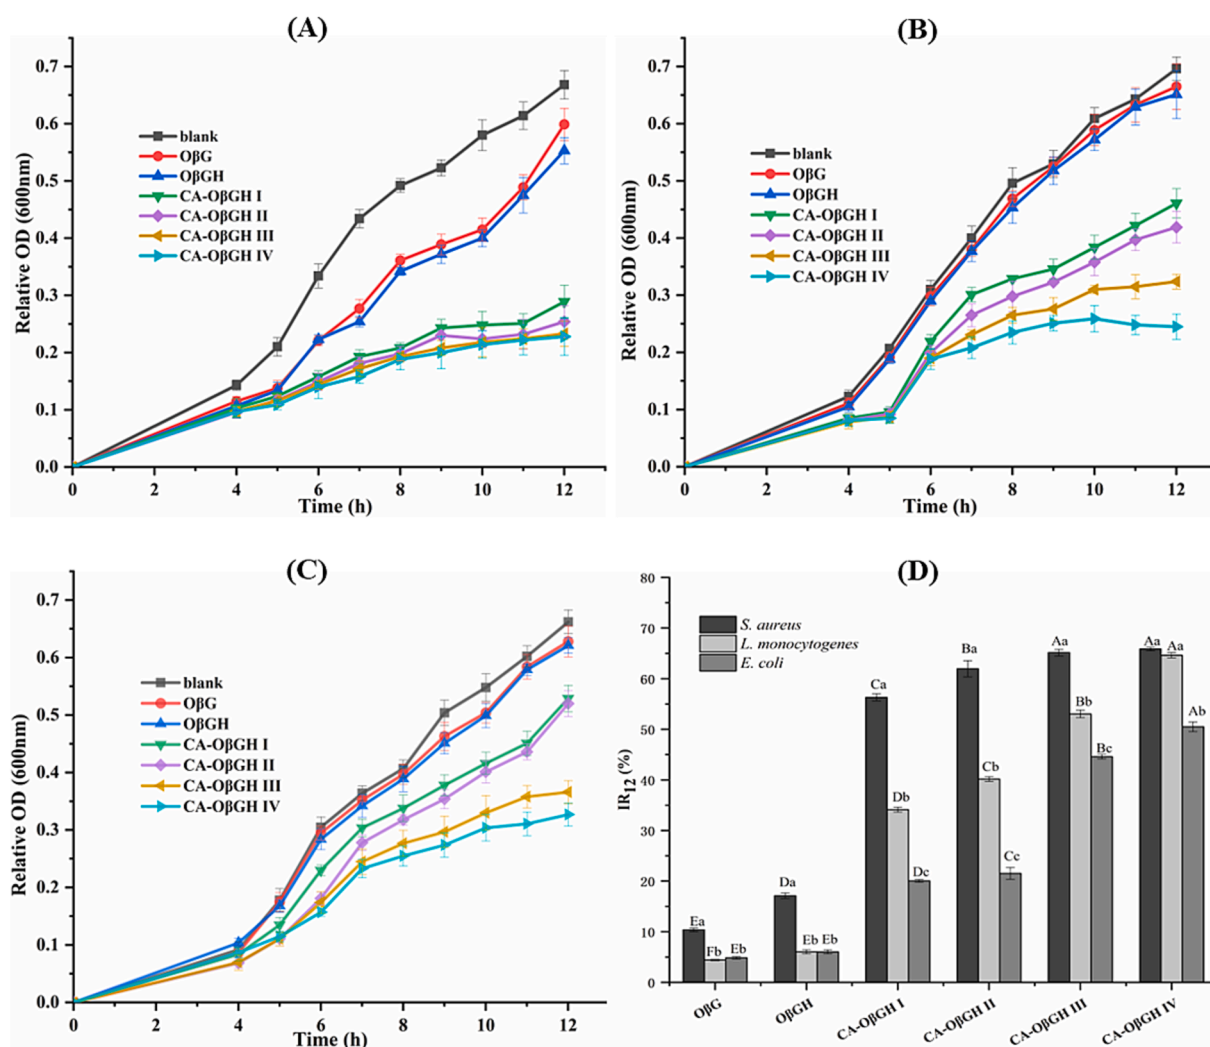 (A)
Relative OD (600nm)
0.7
0.6
0.5
0.4
0.3
0.2
0.1
0.0
blank
OβG
OβGH
CA-OβGH I
CA-OβGH II
CA-OβGH III
CA-OβGH IV
0 2 4 6 8 10 12
Time (h)
(B)
Relative OD (600nm)
0.7
0.6
0.5
0.4
0.3
0.2
0.1
0.0
blank
OβG
OβGH
CA-OβGH I
CA-OβGH II
CA-OβGH III
CA-OβGH IV
0 2 4 6 8 10 12
Time (h)
(C)
Relative OD (600nm)
0.7
0.6
0.5
0.4
0.3
0.2
0.1
0.0
blank
OβG
OβGH
CA-OβGH I
CA-OβGH II
CA-OβGH III
CA-OβGH IV
0 2 4 6 8 10 12
Time (h)
(D)
IR12 (%)
80
70
60
50
40
30
20
10
0
S. aureus
L. monocytogenes
E. coli
Ea Fb Eb
Da Eb Eb
Ca Db Dc
Ba Cb Cc
Aa Bb Bc
Aa Aa Ab
OβG OβGH CA-OβGH I CA-OβGH II CA-OβGH III CA-OβGH IV